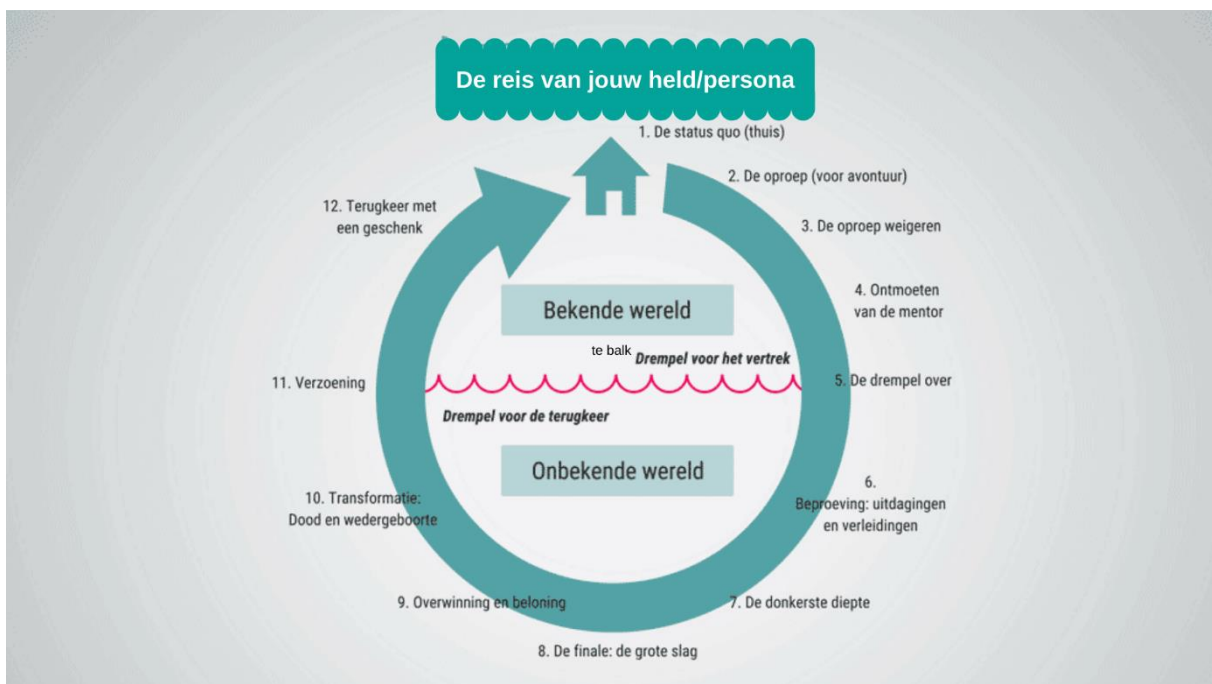 De reis van jouw held/persona
1. De status quo (thuis)
2. De oproep (voor avontuur)
3. De oproep weigeren
4. Ontmoeten
van de mentor
5. De drempel over
6.
Beproeving: uitdagingen
en verleidingen
7. De donkerste diepte
8. De finale: de grote slag
9. Overwinning en beloning
10. Transformatie:
Dood en wedergeboorte
11. Verzoening
12. Terugkeer met
een geschenk
Bekende wereld
te balk
Drempel voor het vertrek
Drempel voor de terugkeer
Onbekende wereld